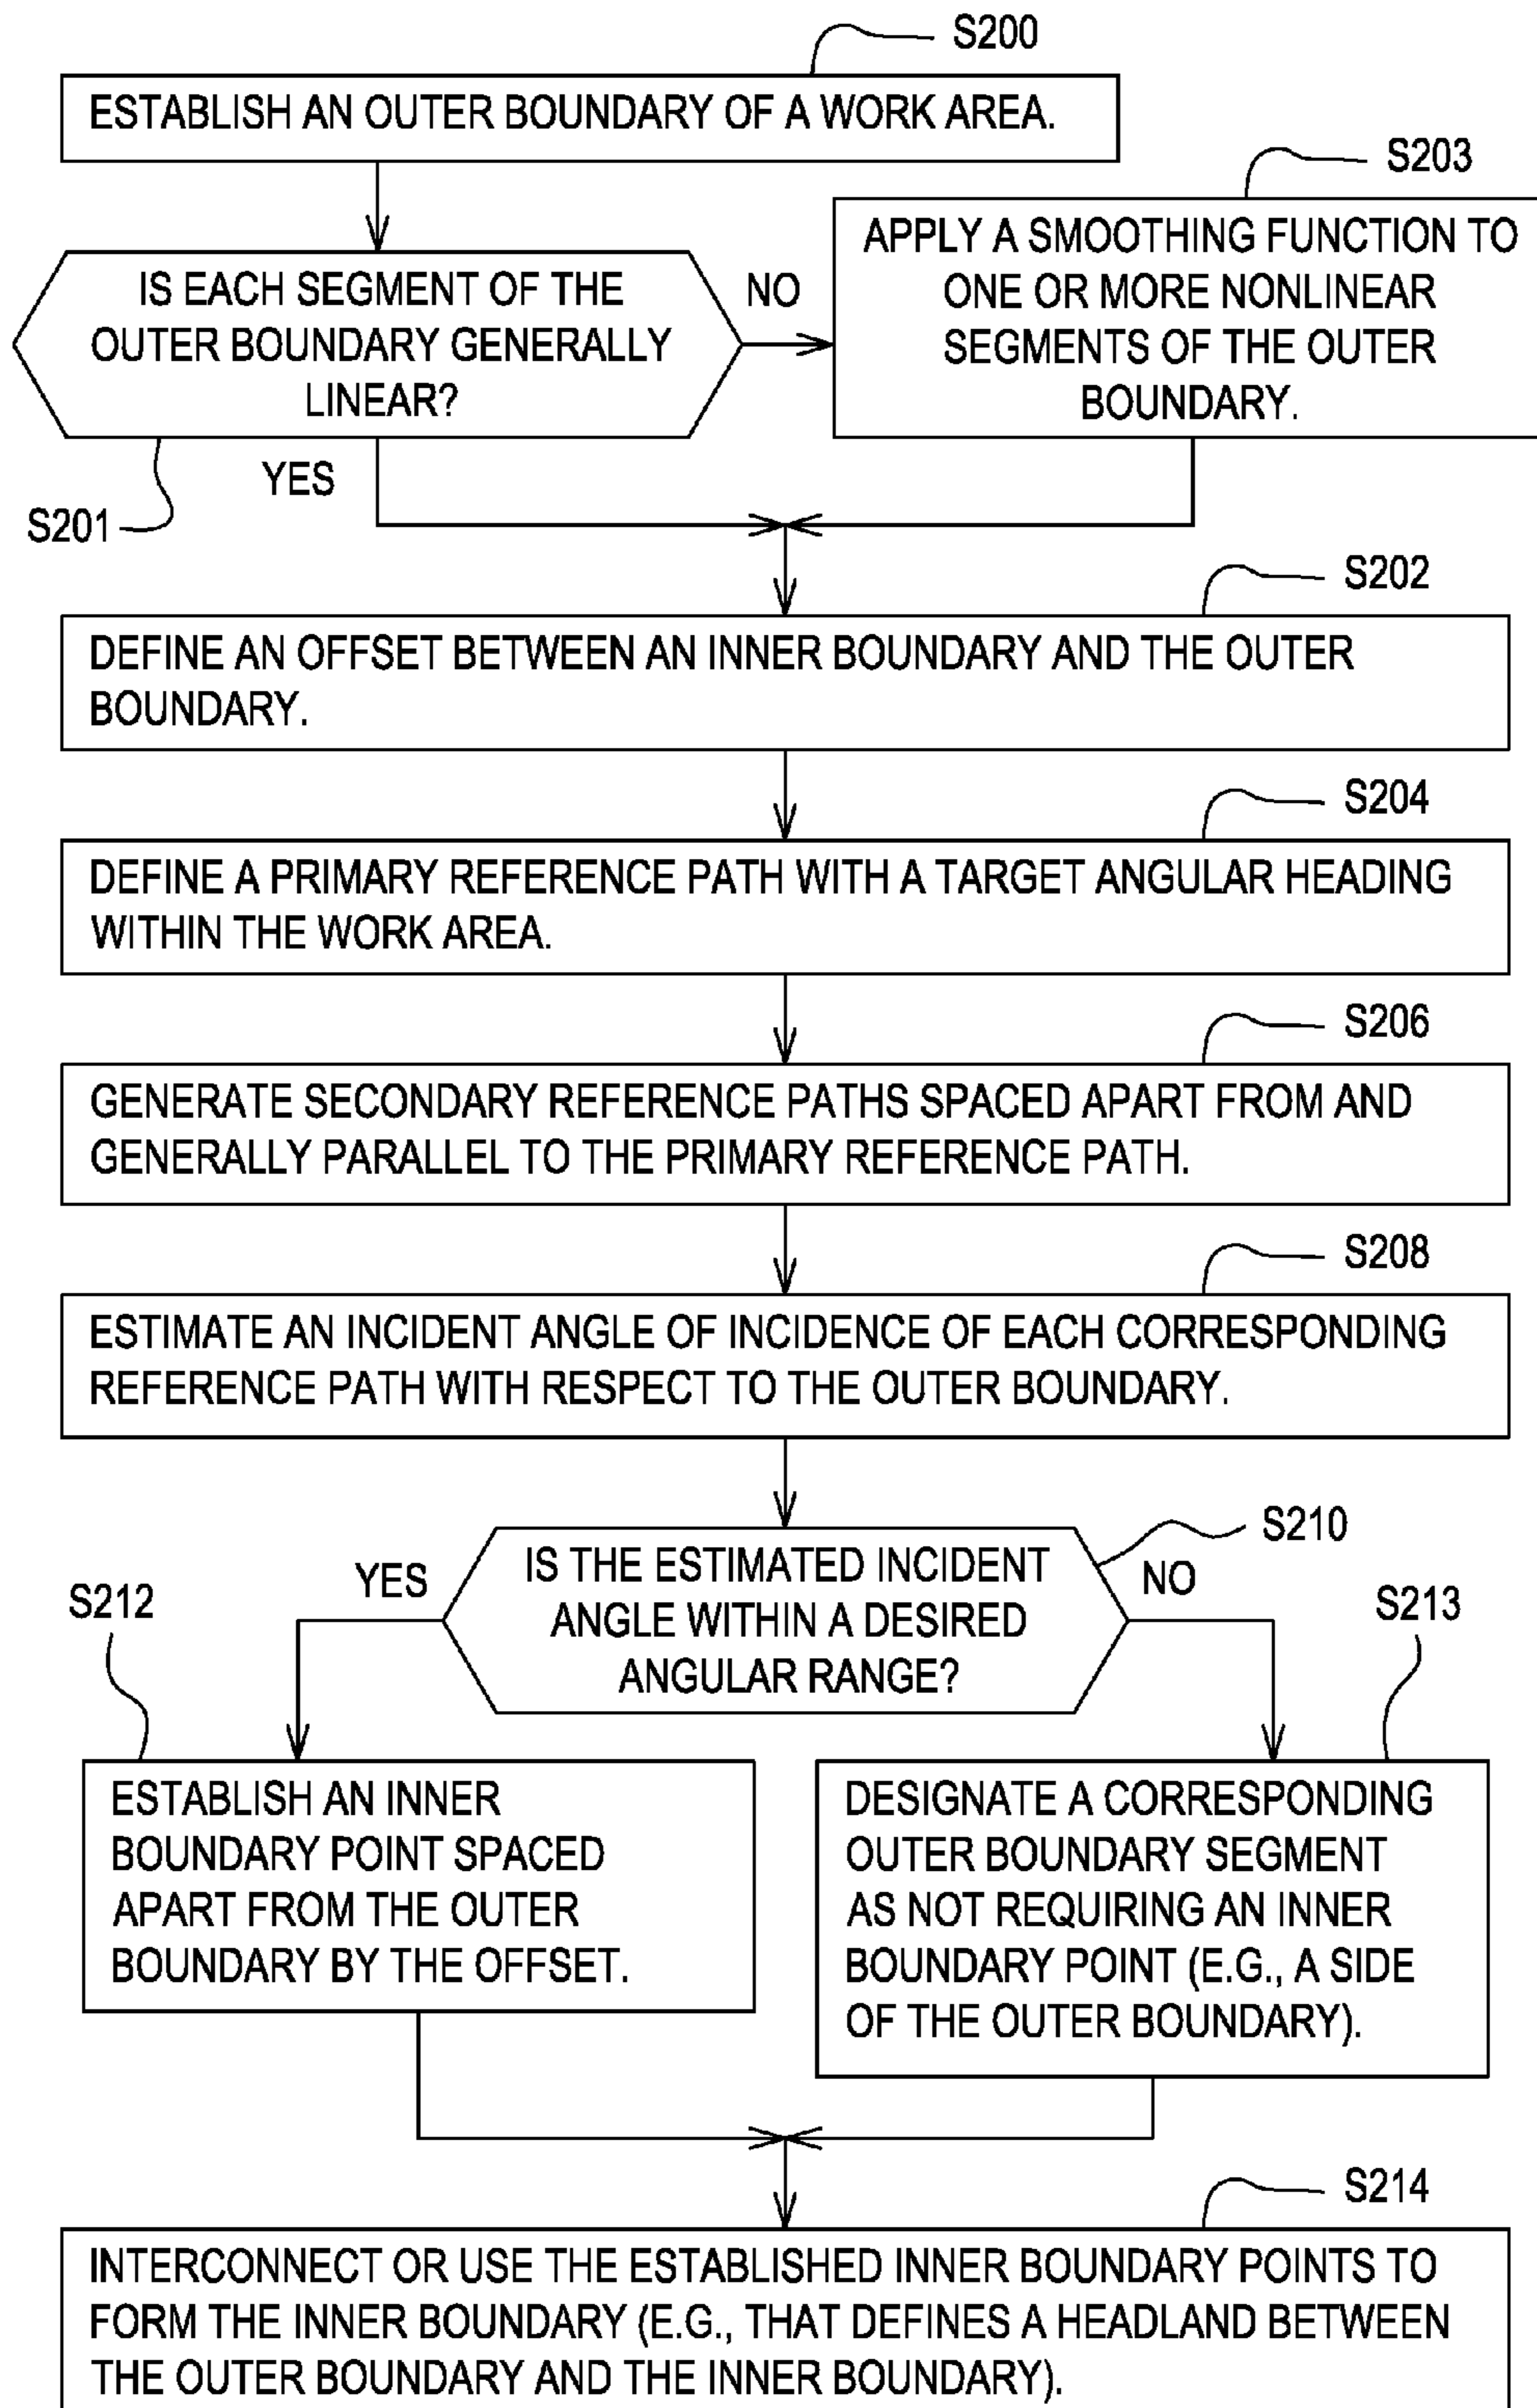 S200
ESTABLISH AN OUTER BOUNDARY OF A WORK AREA.
S203
APPLY A SMOOTHING FUNCTION TO
ONE OR MORE NONLINEAR
SEGMENTS OF THE OUTER
BOUNDARY.
IS EACH SEGMENT OF THE
OUTER BOUNDARY GENERALLY
LINEAR?
NO
YES
S201
S202
DEFINE AN OFFSET BETWEEN AN INNER BOUNDARY AND THE OUTER
BOUNDARY.
S204
DEFINE A PRIMARY REFERENCE PATH WITH A TARGET ANGULAR HEADING
WITHIN THE WORK AREA.
S206
GENERATE SECONDARY REFERENCE PATHS SPACED APART FROM AND
GENERALLY PARALLEL TO THE PRIMARY REFERENCE PATH.
S208
ESTIMATE AN INCIDENT ANGLE OF INCIDENCE OF EACH CORRESPONDING
REFERENCE PATH WITH RESPECT TO THE OUTER BOUNDARY.
S210
IS THE ESTIMATED INCIDENT
ANGLE WITHIN A DESIRED
ANGULAR RANGE?
YES
NO
S212
S213
ESTABLISH AN INNER
BOUNDARY POINT SPACED
APART FROM THE OUTER
BOUNDARY BY THE OFFSET.
DESIGNATE A CORRESPONDING
OUTER BOUNDARY SEGMENT
AS NOT REQUIRING AN INNER
BOUNDARY POINT (E.G., A SIDE
OF THE OUTER BOUNDARY).
S214
INTERCONNECT OR USE THE ESTABLISHED INNER BOUNDARY POINTS TO
FORM THE INNER BOUNDARY (E.G., THAT DEFINES A HEADLAND BETWEEN
THE OUTER BOUNDARY AND THE INNER BOUNDARY).